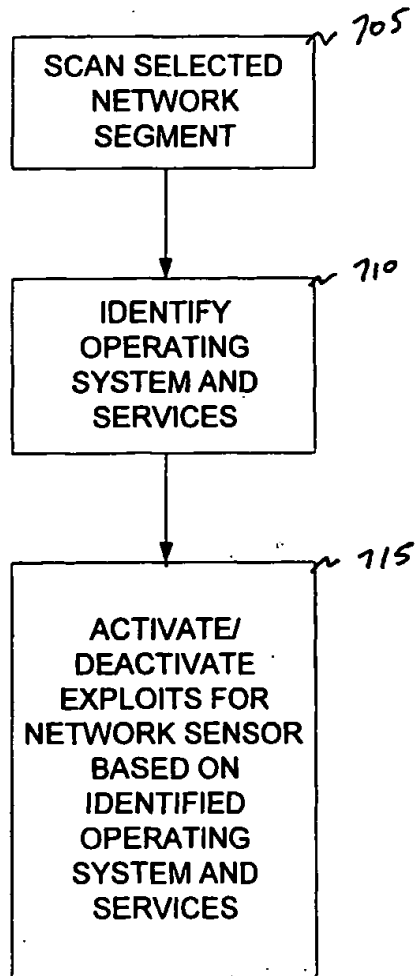 705
SCAN SELECTED
NETWORK
SEGMENT
710
IDENTIFY
OPERATING
SYSTEM AND
SERVICES
715
ACTIVATE/
DEACTIVATE
EXPLOITS FOR
NETWORK SENSOR
BASED ON
IDENTIFIED
OPERATING
SYSTEM AND
SERVICES